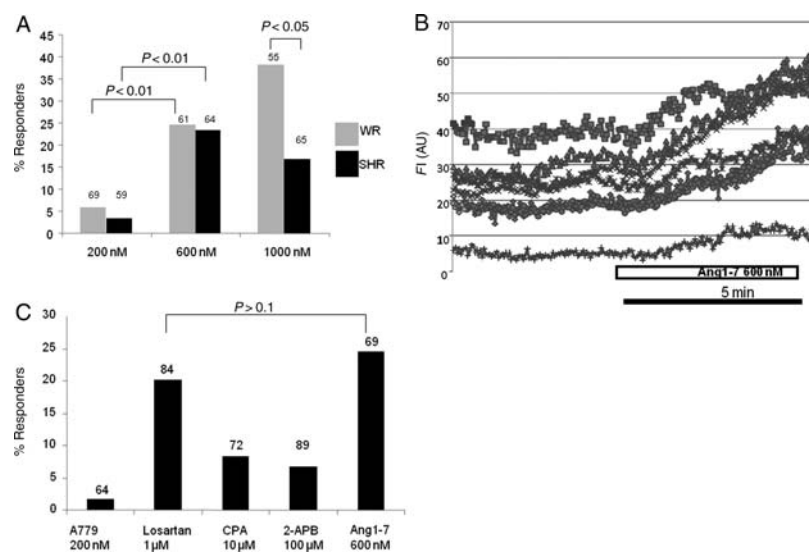 A
P < 0.05
45
40
35
30
25
20
15
10
5
0
% Responders
P < 0.01
P < 0.01
69
59
61
64
55
65
WR
SHR
200 nM
600 nM
1000 nM
B
70
60
50
40
30
20
10
0
FI (AU)
Ang1-7 600 nM
5 min
C
P > 0.1
30
25
20
15
10
5
0
% Responders
64
84
72
89
69
A779
200 nM
Losartan
1 µM
CPA
10 µM
2-APB
100 µM
Ang1-7
600 nM